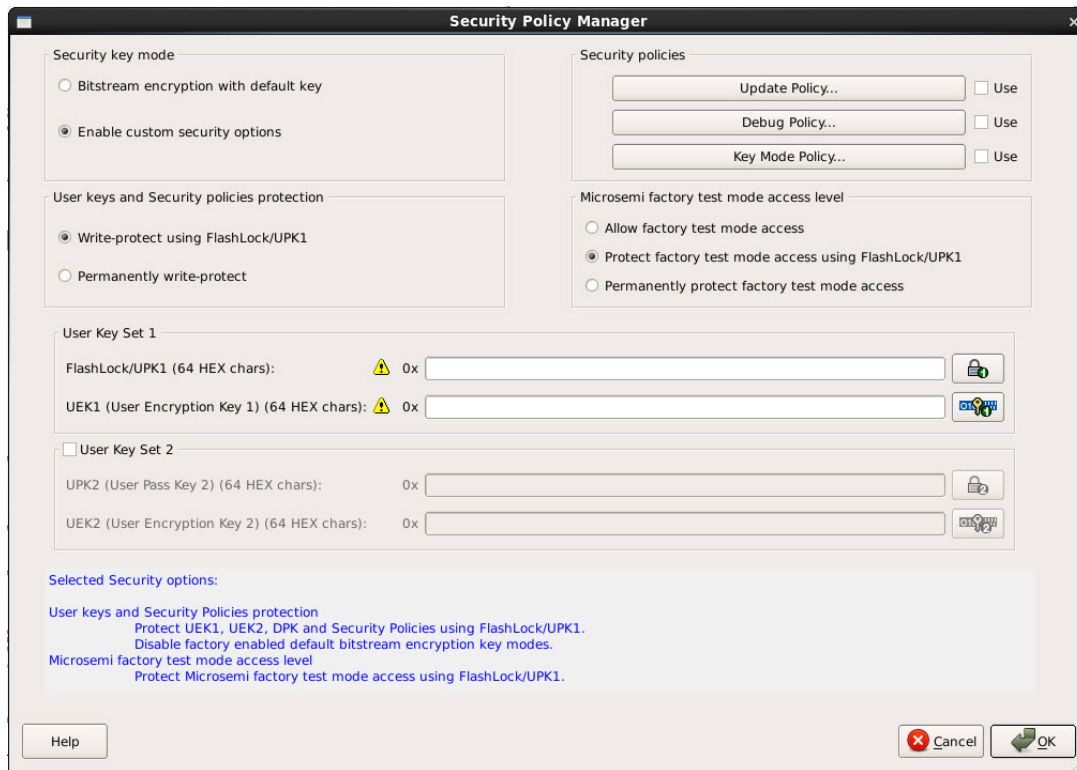 Security Policy Manager
Security key mode
Bitstream encryption with default key
Enable custom security options
Security policies
Update Policy... Use
Debug Policy... Use
Key Mode Policy... Use
User keys and Security policies protection
Write-protect using FlashLock/UPK1
Permanently write-protect
Microsemi factory test mode access level
Allow factory test mode access
Protect factory test mode access using FlashLock/UPK1
Permanently protect factory test mode access
User Key Set 1
FlashLock/UPK1 (64 HEX chars): 0x
UEK1 (User Encryption Key 1) (64 HEX chars): 0x
User Key Set 2
UPK2 (User Pass Key 2) (64 HEX chars): 0x
UEK2 (User Encryption Key 2) (64 HEX chars): 0x
Selected Security options:
User keys and Security Policies protection
Protect UEK1, UEK2, DPK and Security Policies using FlashLock/UPK1.
Disable factory enabled default bitstream encryption key modes.
Microsemi factory test mode access level
Protect Microsemi factory test mode access using FlashLock/UPK1.
Help Cancel OK